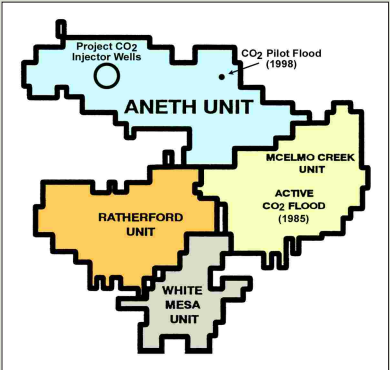 Project CO2
Injector Wells
CO2 Pilot Flood
(1998)
ANETH UNIT
MCELMO CREEK
UNIT
ACTIVE
CO2 FLOOD
(1985)
RATHERFORD
UNIT
WHITE
MESA
UNIT